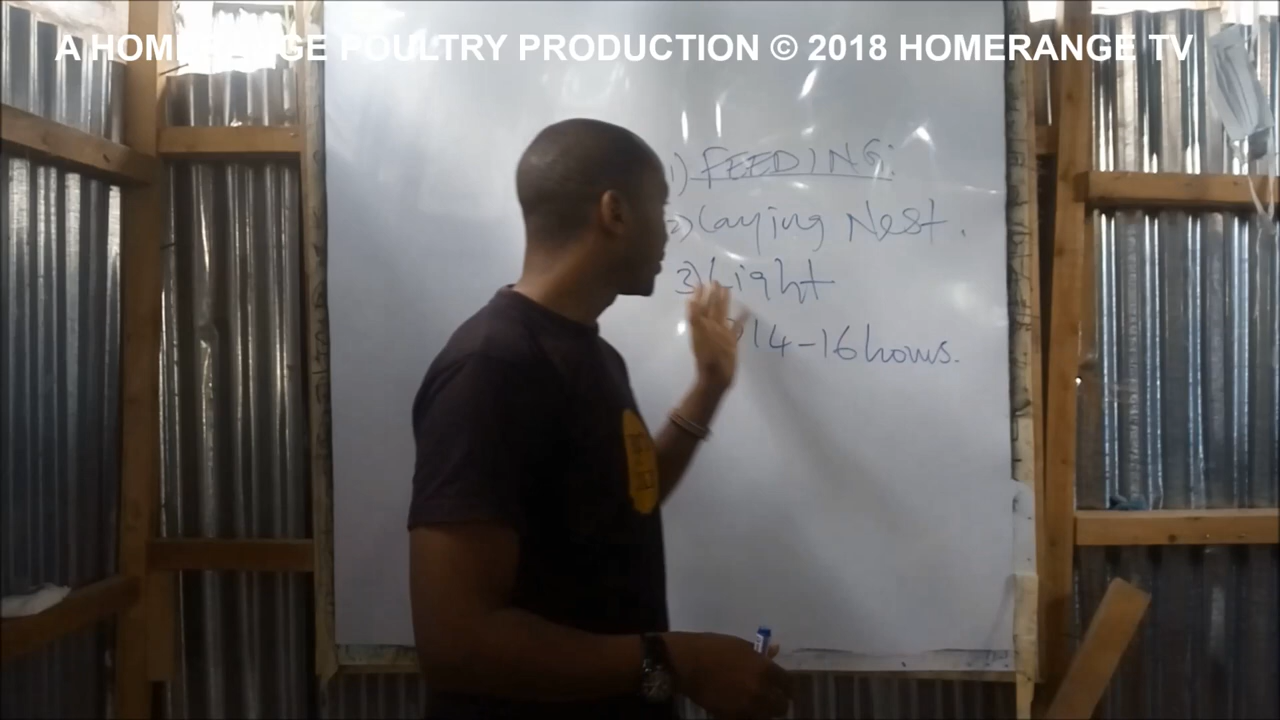 A HOMERANGE POULTRY PRODUCTION © 2018 HOMERANGE TV
1) FEEDING:
2) Laying Nest.
3) Light
14-16 hours.